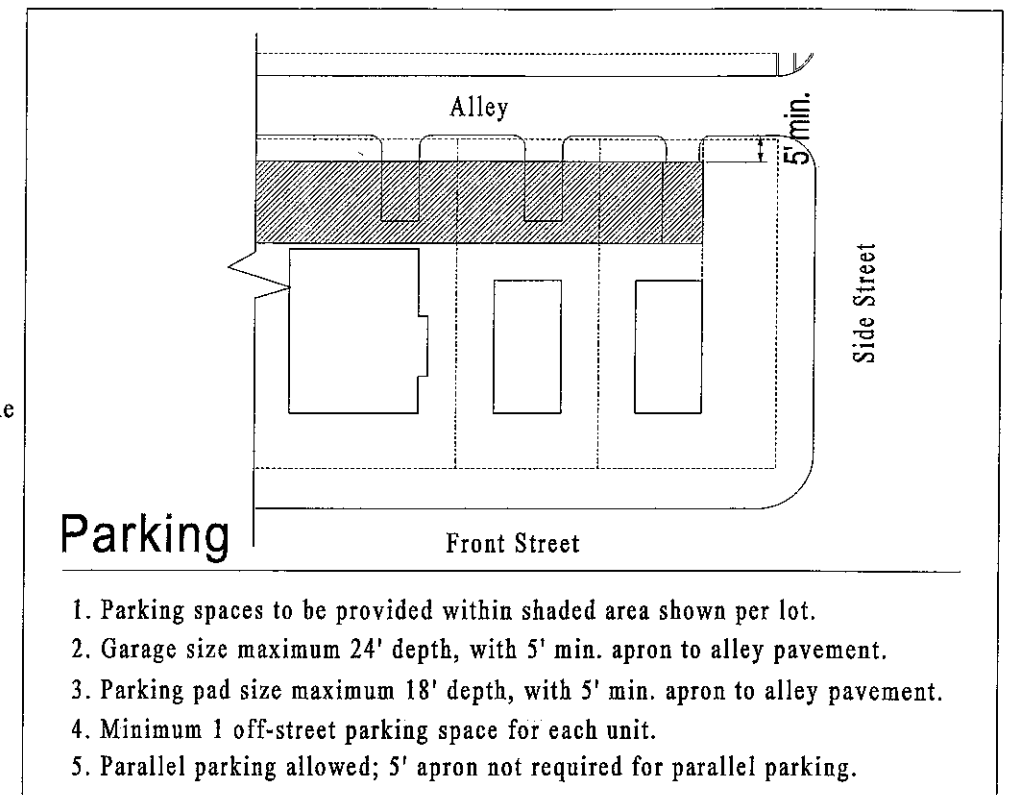 Alley
5' min.
Side Street
Parking
Front Street
1. Parking spaces to be provided within shaded area shown per lot.
2. Garage size maximum 24' depth, with 5' min. apron to alley pavement.
3. Parking pad size maximum 18' depth, with 5' min. apron to alley pavement.
4. Minimum 1 off-street parking space for each unit.
5. Parallel parking allowed; 5' apron not required for parallel parking.